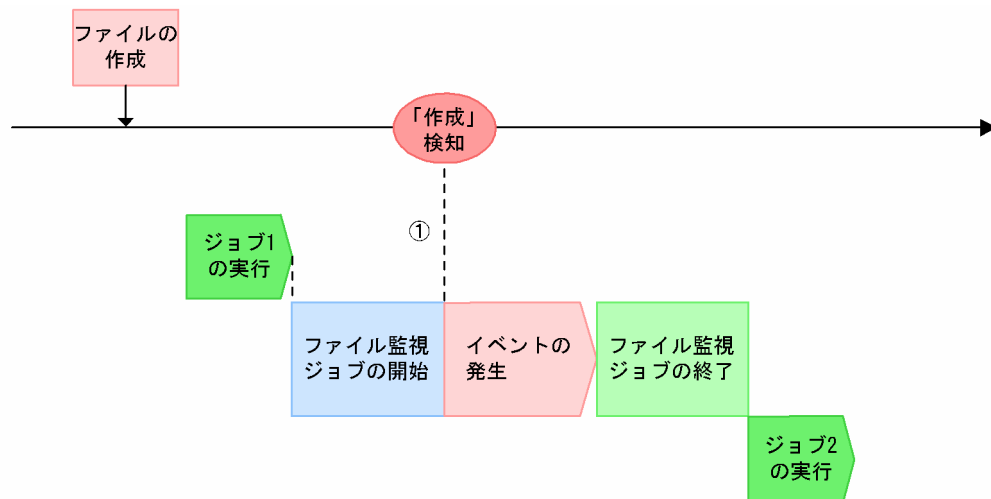 ファイルの
作成
「作成」
検知
①
ジョブ1
の実行
ファイル監視
ジョブの開始
イベントの
発生
ファイル監視
ジョブの終了
ジョブ2
の実行